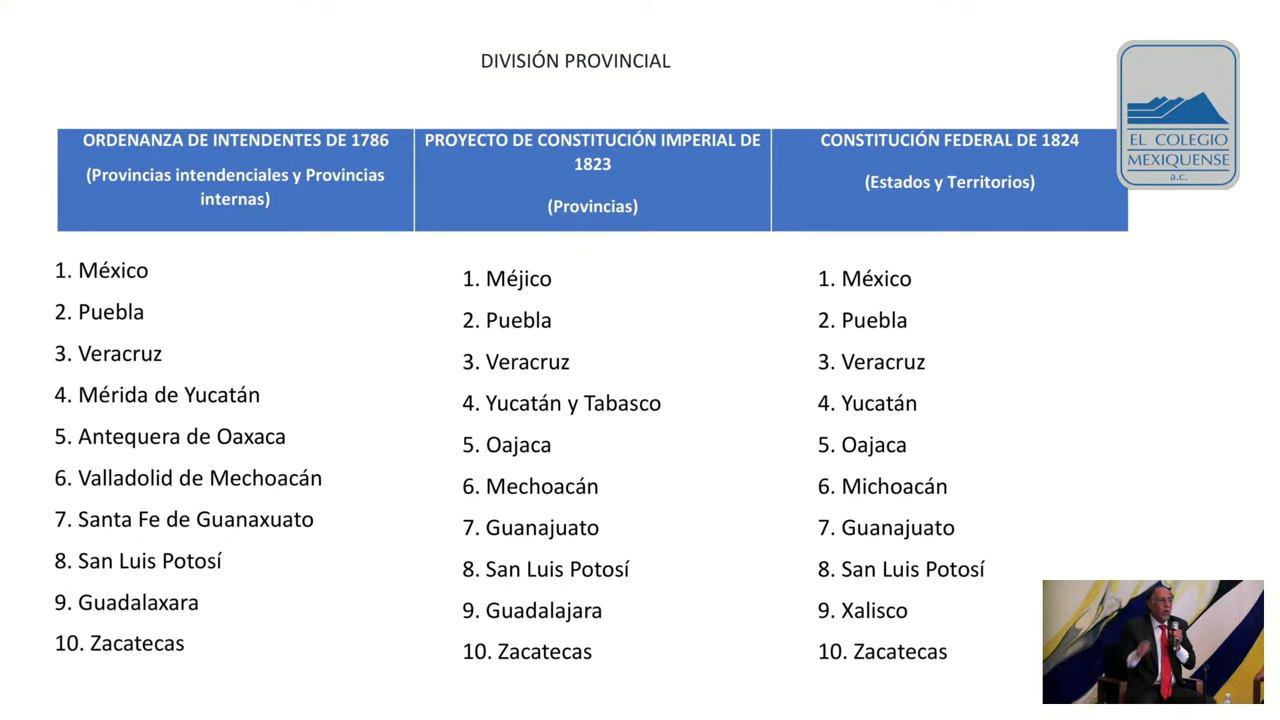 DIVISIÓN PROVINCIAL
EL COLEGIO
MEXIQUENSE
a.c.
ORDENANZA DE INTENDENTES DE 1786
(Provincias intendenciales y Provincias
internas)
PROYECTO DE CONSTITUCIÓN IMPERIAL DE
1823
(Provincias)
CONSTITUCIÓN FEDERAL DE 1824
(Estados y Territorios)
1. México
2. Puebla
3. Veracruz
4. Mérida de Yucatán
5. Antequera de Oaxaca
6. Valladolid de Mechoacán
7. Santa Fe de Guanaxuato
8. San Luis Potosí
9. Guadalaxara
10. Zacatecas
1. Méjico
2. Puebla
3. Veracruz
4. Yucatán y Tabasco
5. Oajaca
6. Mechoacán
7. Guanajuato
8. San Luis Potosí
9. Guadalajara
10. Zacatecas
1. México
2. Puebla
3. Veracruz
4. Yucatán
5. Oajaca
6. Michoacán
7. Guanajuato
8. San Luis Potosí
9. Xalisco
10. Zacatecas